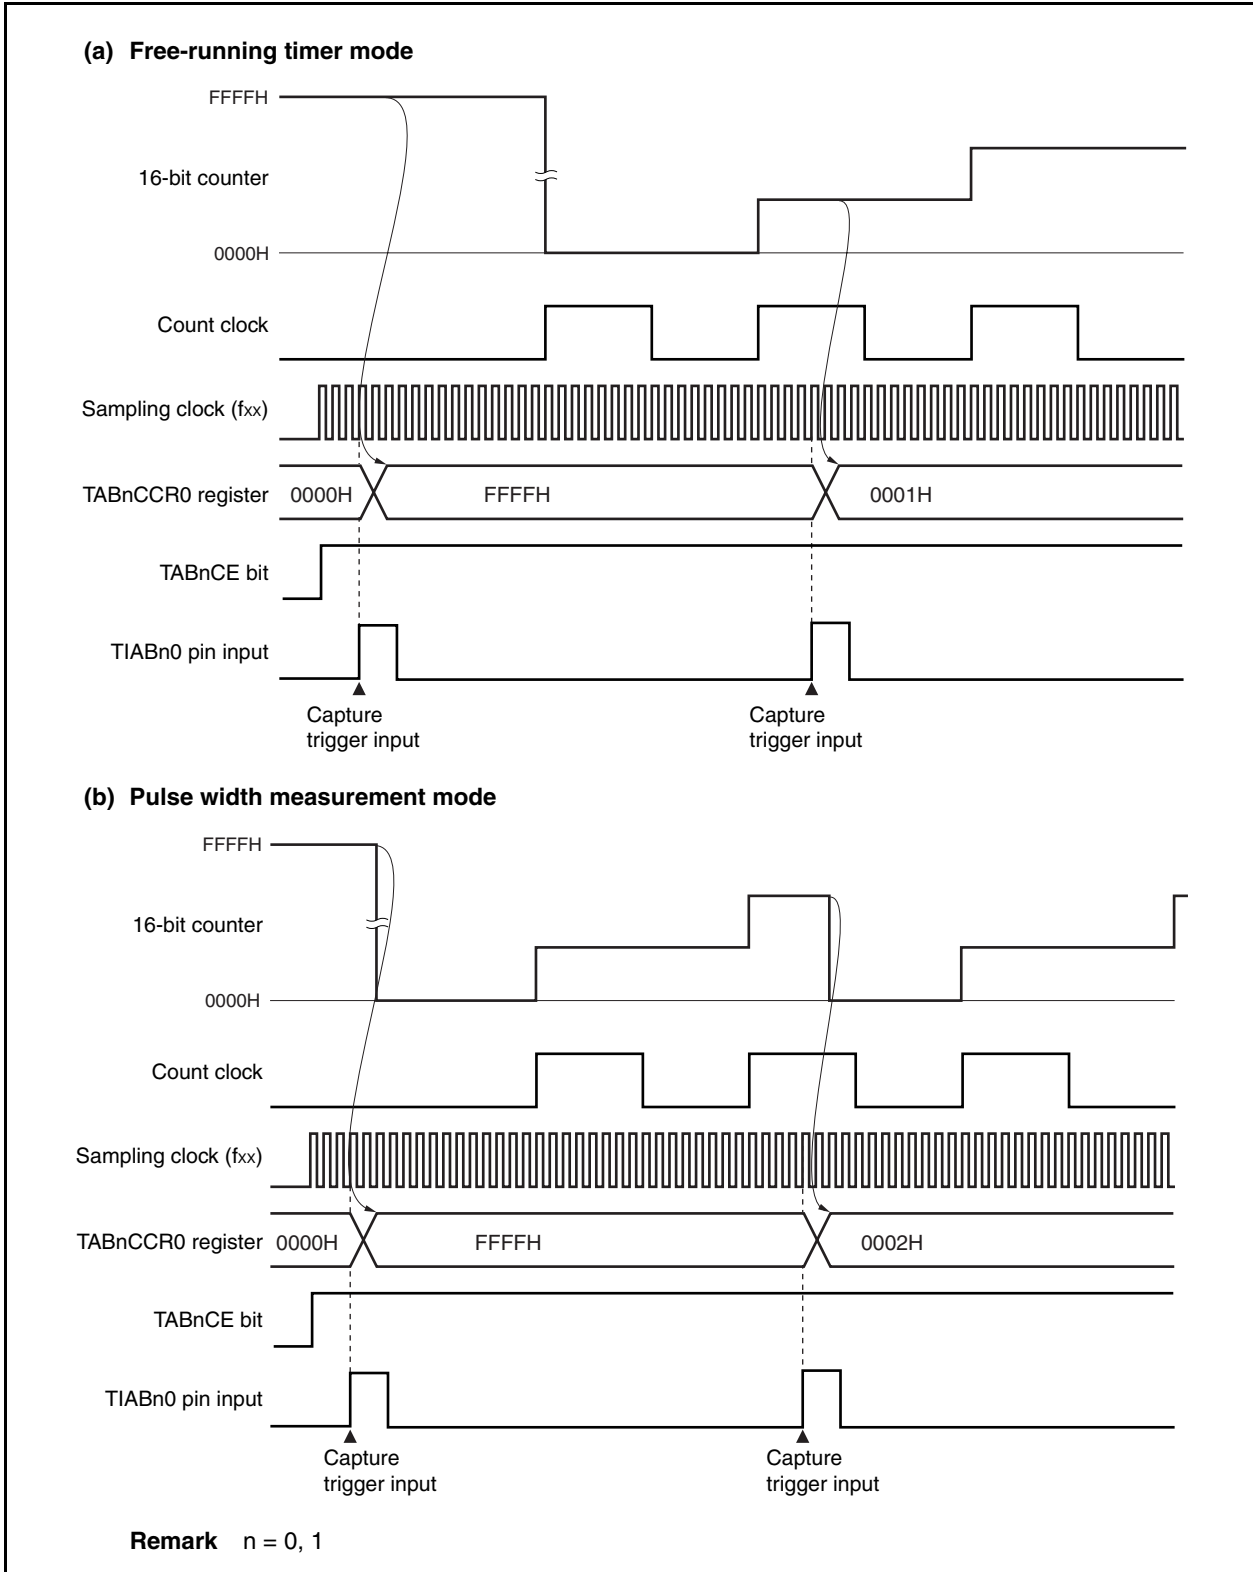 (a) Free-running timer mode
FFFFH
16-bit counter
0000H
Count clock
Sampling clock (fxx)
TABnCCR0 register 0000H FFFFH 0001H
TABnCE bit
TIABn0 pin input
Capture
trigger input
Capture
trigger input
(b) Pulse width measurement mode
FFFFH
16-bit counter
0000H
Count clock
Sampling clock (fxx)
TABnCCR0 register 0000H FFFFH 0002H
TABnCE bit
TIABn0 pin input
Capture
trigger input
Capture
trigger input
Remark n = 0, 1